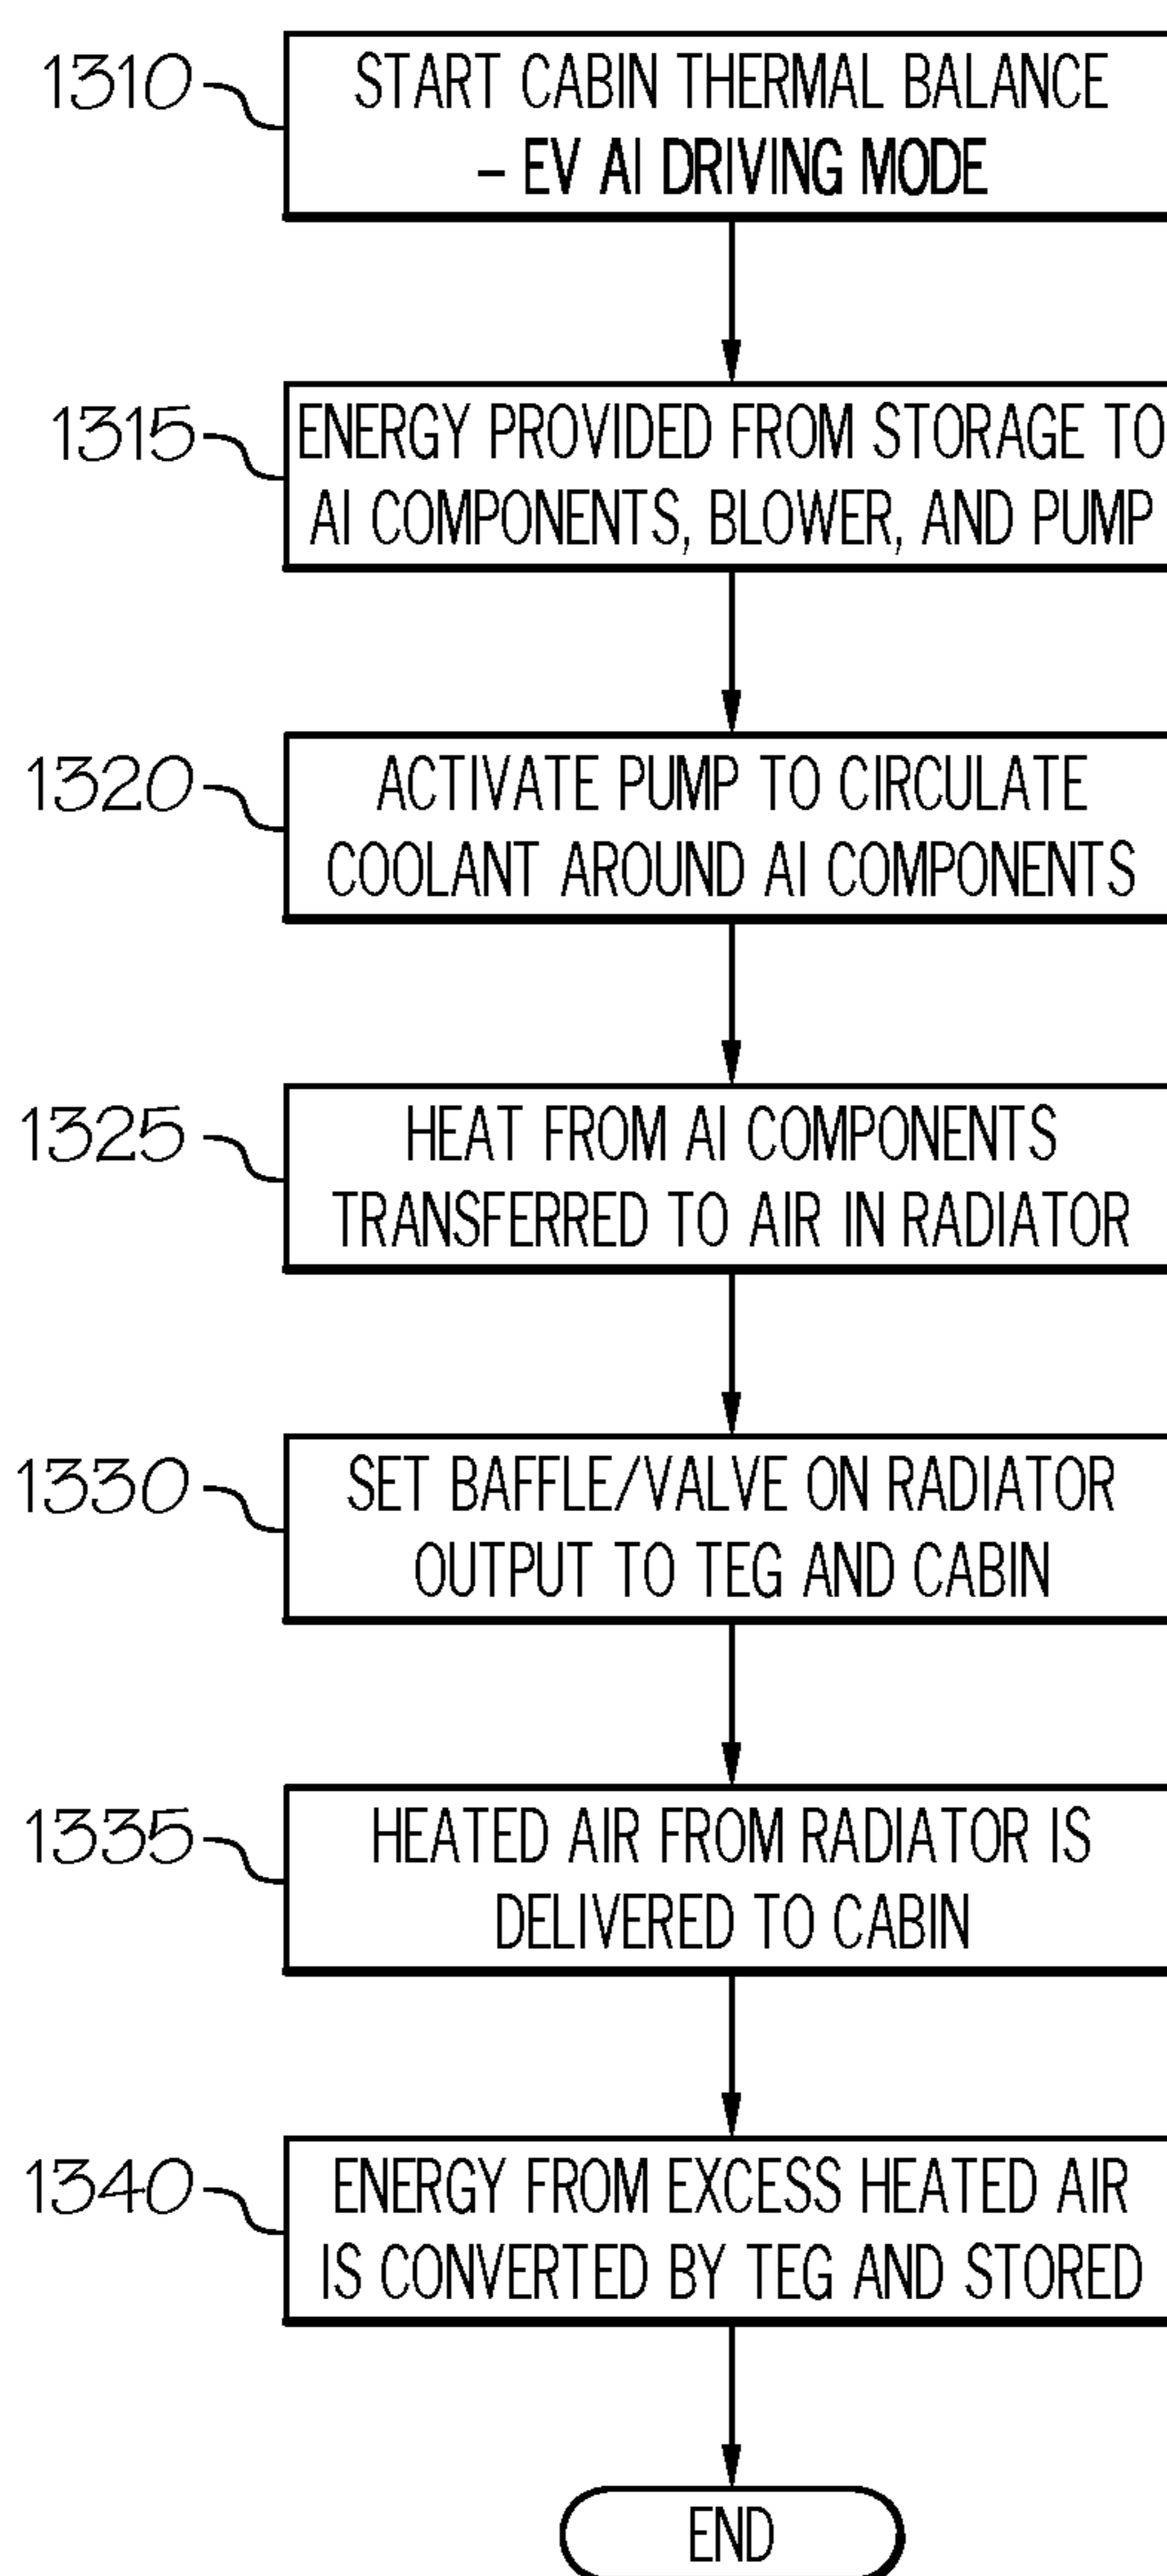 1310
START CABIN THERMAL BALANCE
– EV AI DRIVING MODE
1315
ENERGY PROVIDED FROM STORAGE TO
AI COMPONENTS, BLOWER, AND PUMP
1320
ACTIVATE PUMP TO CIRCULATE
COOLANT AROUND AI COMPONENTS
1325
HEAT FROM AI COMPONENTS
TRANSFERRED TO AIR IN RADIATOR
1330
SET BAFFLE/VALVE ON RADIATOR
OUTPUT TO TEG AND CABIN
1335
HEATED AIR FROM RADIATOR IS
DELIVERED TO CABIN
1340
ENERGY FROM EXCESS HEATED AIR
IS CONVERTED BY TEG AND STORED
END